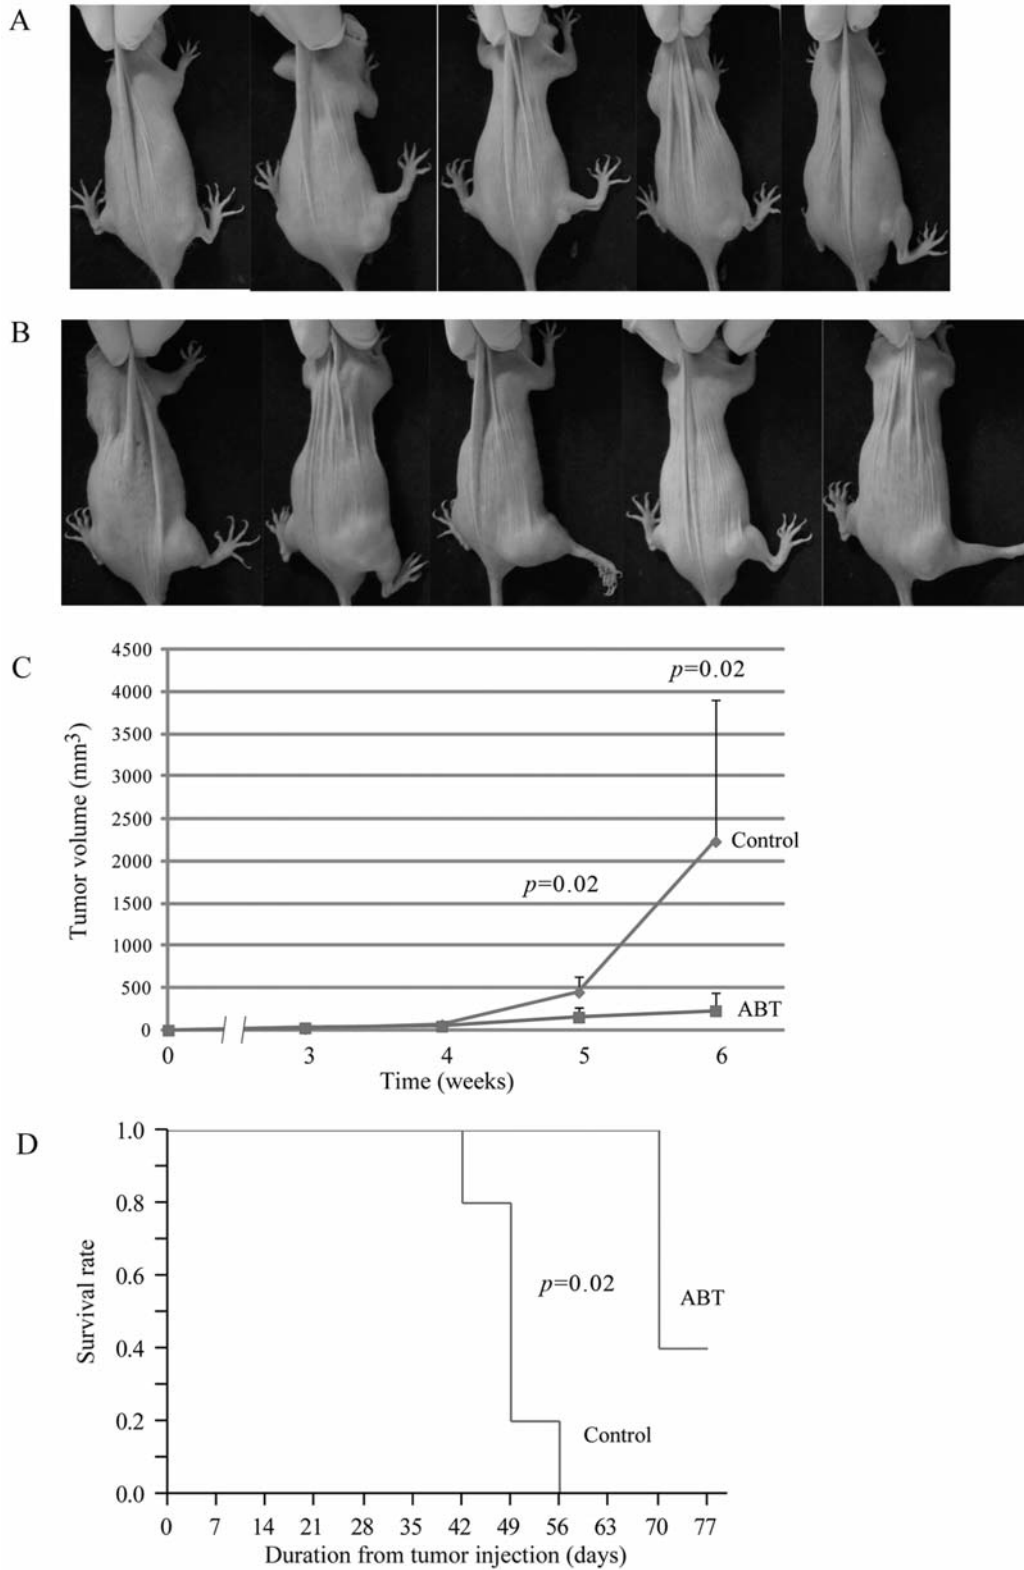 A
B
C
4500
4000
3500
3000
2500
2000
1500
1000
500
0
Tumor volume (mm³)
p=0.02
Control
p=0.02
ABT
0 3 4 5 6
Time (weeks)
D
1.0
0.8
0.6
0.4
0.2
0.0
Survival rate
p=0.02
ABT
Control
0 7 14 21 28 35 42 49 56 63 70 77
Duration from tumor injection (days)